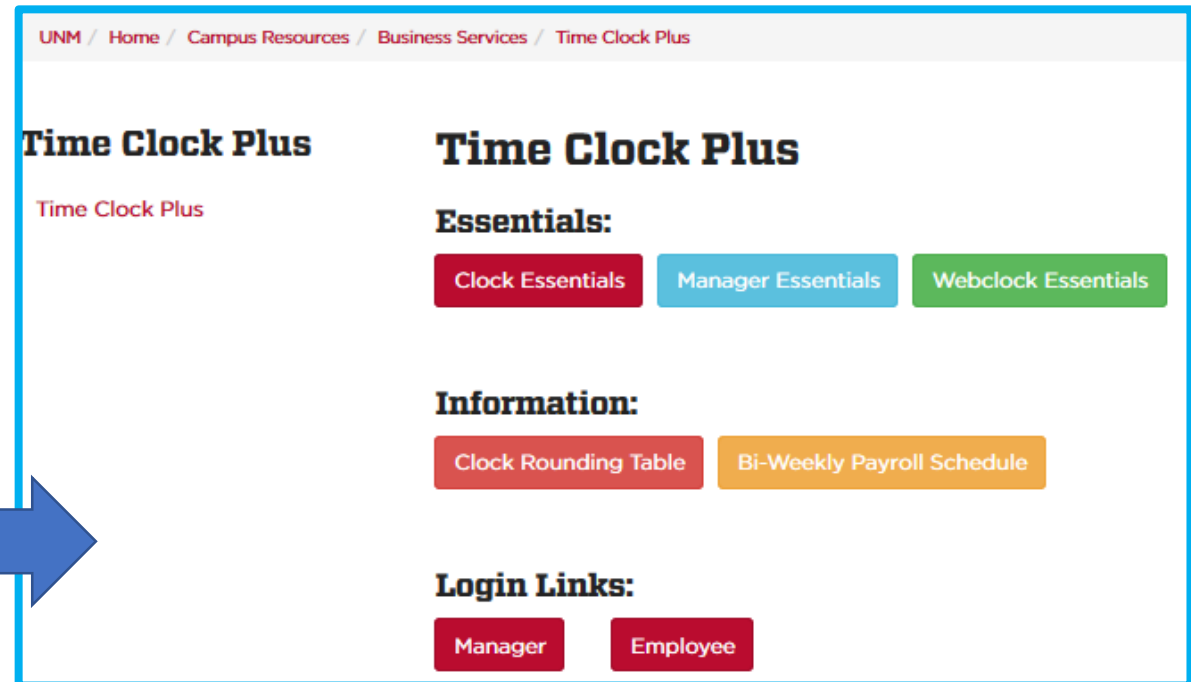 UNM / Home / Campus Resources / Business Services / Time Clock Plus
Time Clock Plus
Time Clock Plus
Time Clock Plus
Essentials:
Clock Essentials Manager Essentials Webclock Essentials
Information:
Clock Rounding Table Bi-Weekly Payroll Schedule
Login Links:
Manager Employee